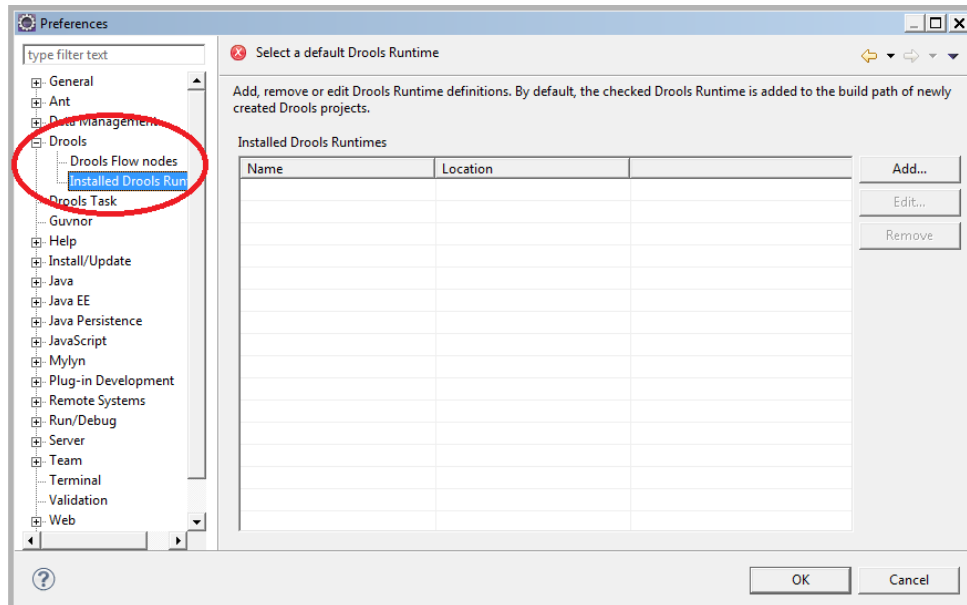 Preferences
type filter text
General
Ant
Data Management
Drools
Drools Flow nodes
Installed Drools Run
Drools Task
Guvnor
Help
Install/Update
Java
Java EE
Java Persistence
JavaScript
Mylyn
Plug-in Development
Remote Systems
Run/Debug
Server
Team
Terminal
Validation
Web
Select a default Drools Runtime
Add, remove or edit Drools Runtime definitions. By default, the checked Drools Runtime is added to the build path of newly
created Drools projects.
Installed Drools Runtimes
Name Location
Add...
Edit...
Remove
?
OK Cancel